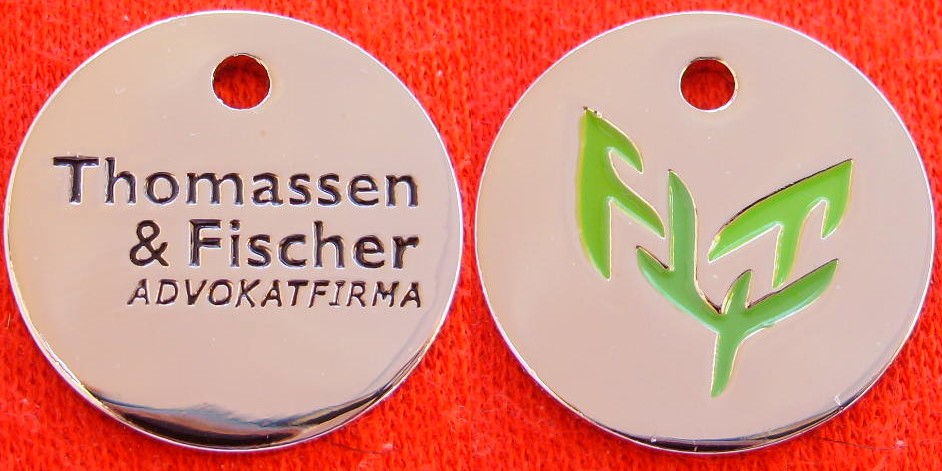 Thomassen
& Fischer
ADVOKATFIRMA